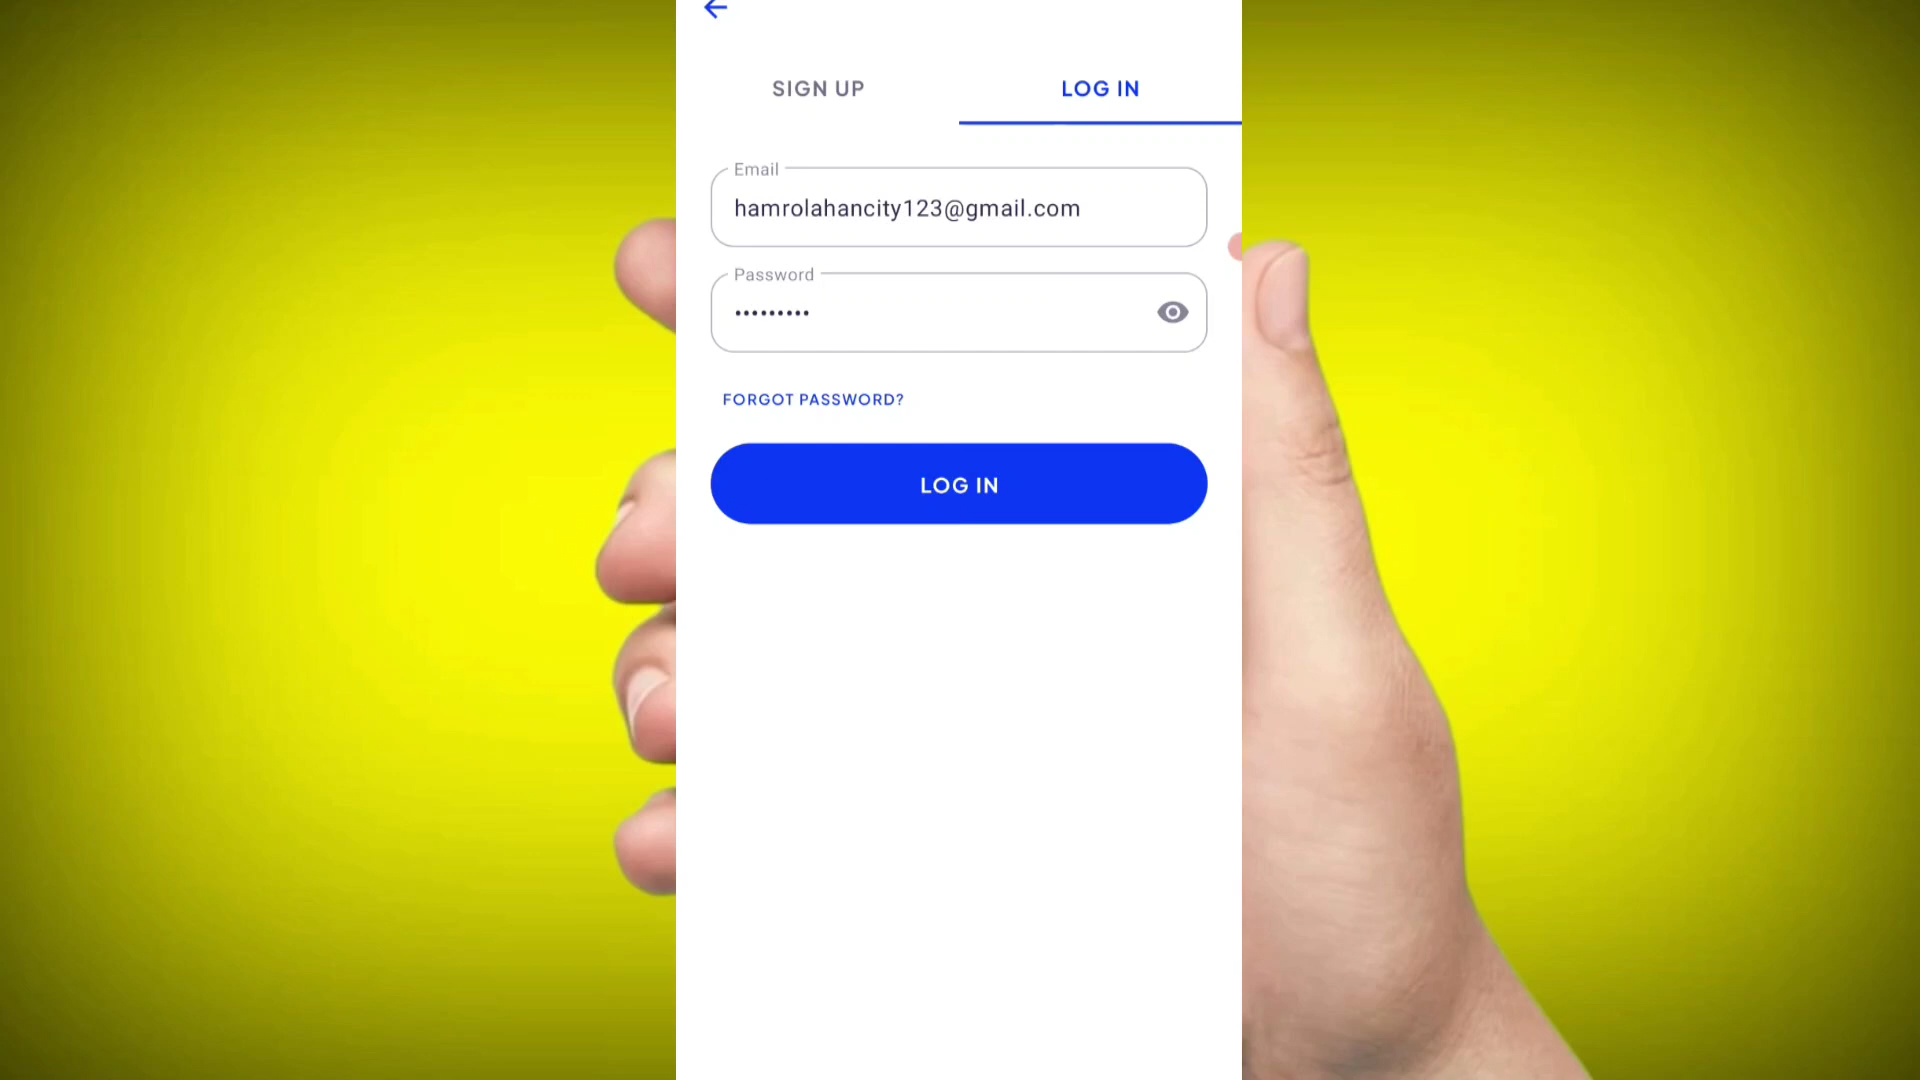 SIGN UP
LOG IN
Email
hamrolahancity123@gmail.com
Password
•••••••••
FORGOT PASSWORD?
LOG IN